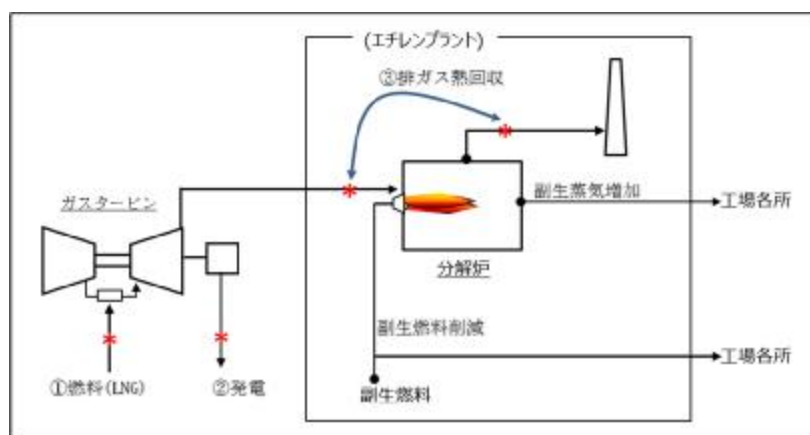 (エチレンプラント)
③排ガス熱回収
ガスタービン
副生蒸気増加
工場各所
分解炉
副生燃料削減
工場各所
①燃料(LNG)
②発電
副生燃料